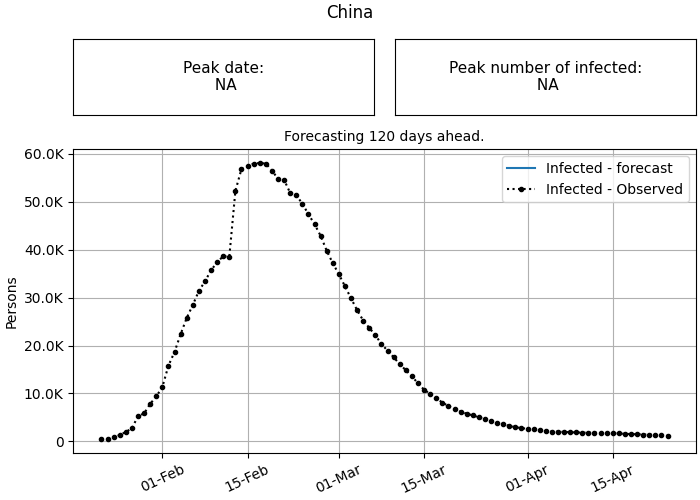 China
Peak date:
NA
Peak number of infected:
NA
Forecasting 120 days ahead.
Infected - forecast
Infected - Observed
60.0K
50.0K
40.0K
30.0K
20.0K
10.0K
0
Persons
01-Feb
15-Feb
01-Mar
15-Mar
01-Apr
15-Apr